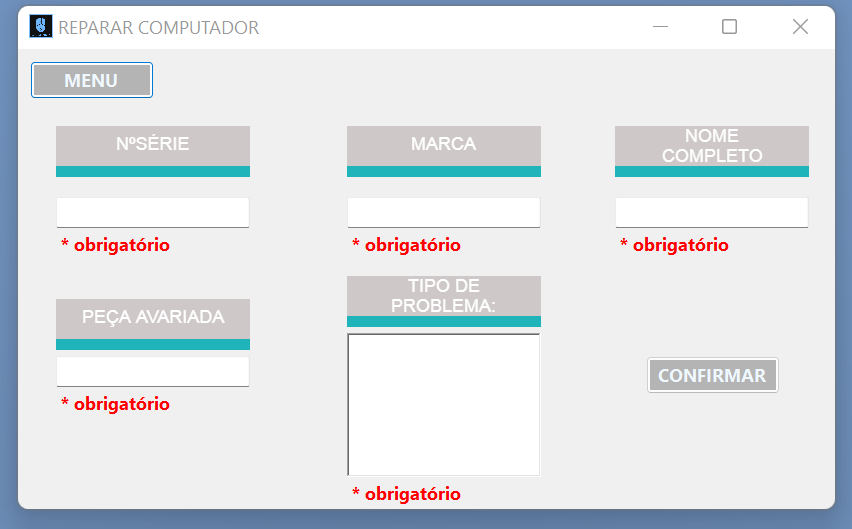 REPARAR COMPUTADOR
MENU
NºSÉRIE
MARCA
NOME
COMPLETO
* obrigatório
* obrigatório
* obrigatório
PEÇA AVARIADA
TIPO DE
PROBLEMA:
* obrigatório
CONFIRMAR
* obrigatório